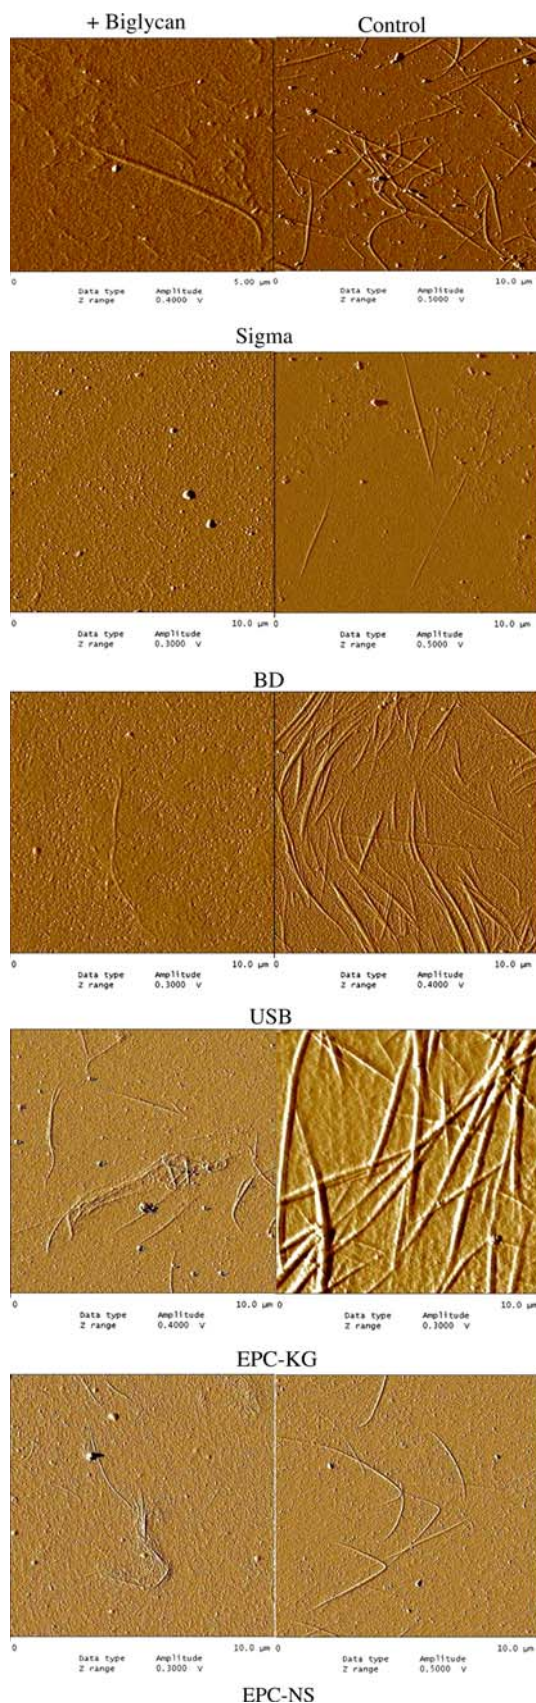 + Biglycan Control
0 5.00 µm 0 10.0 µm
Data type Amplitude Data type Amplitude
Z range 0.4000 V Z range 0.5000 V
Sigma
0 10.0 µm 0 10.0 µm
Data type Amplitude Data type Amplitude
Z range 0.3000 V Z range 0.5000 V
BD
0 10.0 µm 0 10.0 µm
Data type Amplitude Data type Amplitude
Z range 0.3000 V Z range 0.4000 V
USB
0 10.0 µm 0 10.0 µm
Data type Amplitude Data type Amplitude
Z range 0.4000 V Z range 0.3000 V
EPC-KG
0 10.0 µm 0 10.0 µm
Data type Amplitude Data type Amplitude
Z range 0.3000 V Z range 0.5000 V
EPC-NS